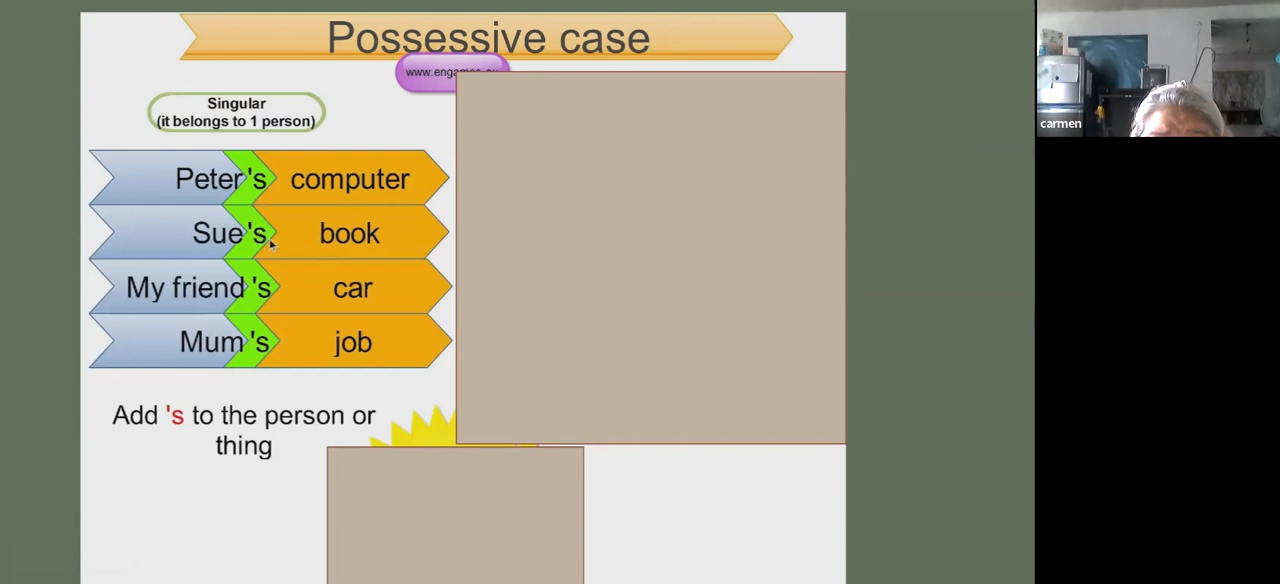 Possessive case
Singular
(it belongs to 1 person)
Peter's computer
Sue's book
My friend's car
Mum's job
Add 's to the person or
thing
carmen